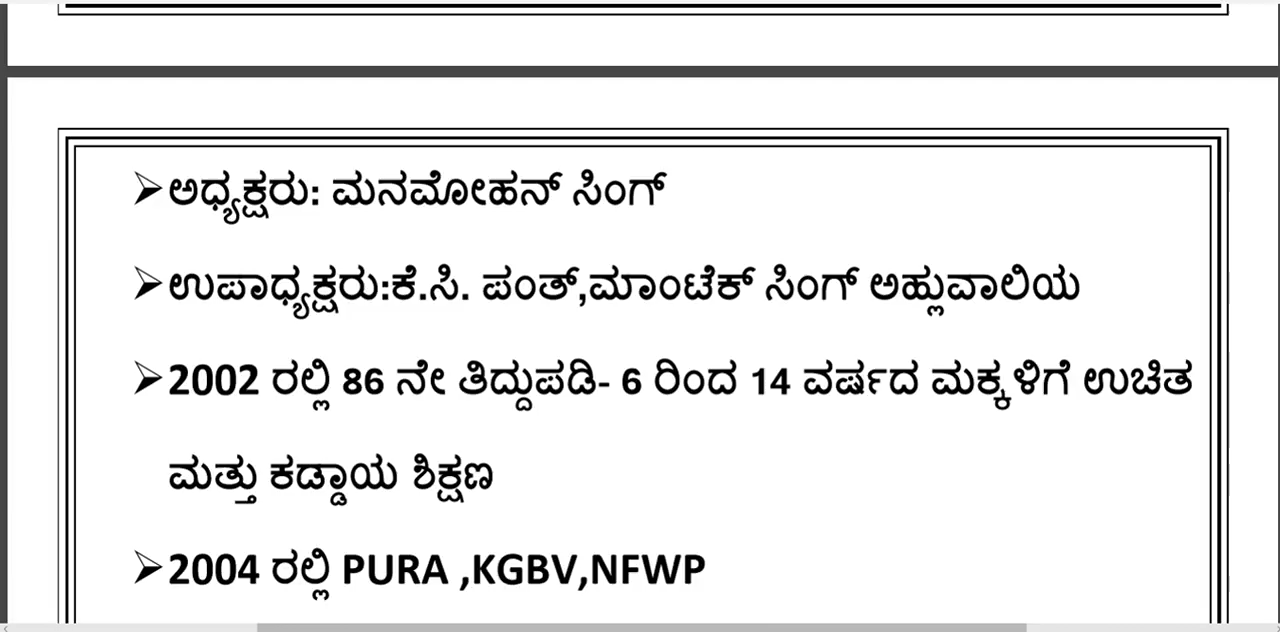 ➢ಅಧ್ಯಕ್ಷರು: ಮನಮೋಹನ್ ಸಿಂಗ್
➢ಉಪಾಧ್ಯಕ್ಷರು:ಕೆ.ಸಿ. ಪಂತ್,ಮಾಂಟೆಕ್ ಸಿಂಗ್ ಅಹ್ಲುವಾಲಿಯ
➢2002 ರಲ್ಲಿ 86 ನೇ ತಿದ್ದುಪಡಿ- 6 ರಿಂದ 14 ವರ್ಷದ ಮಕ್ಕಳಿಗೆ ಉಚಿತ
ಮತ್ತು ಕಡ್ಡಾಯ ಶಿಕ್ಷಣ
➢2004 ರಲ್ಲಿ PURA ,KGBV,NFWP